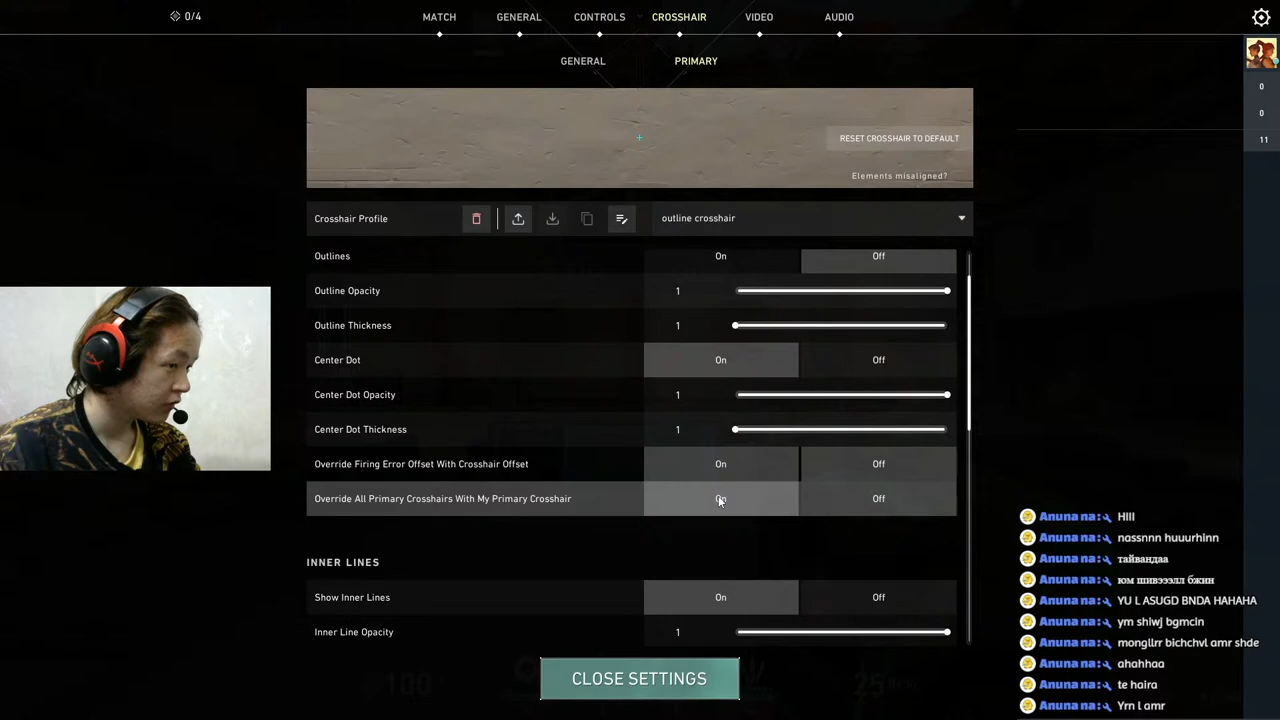 0/4
MATCH
GENERAL
CONTROLS
CROSSHAIR
VIDEO
AUDIO
GENERAL
PRIMARY
RESET CROSSHAIR TO DEFAULT
Elements misaligned?
0
0
11
Crosshair Profile
outline crosshair
Outlines On Off
Outline Opacity 1
Outline Thickness 1
Center Dot On Off
Center Dot Opacity 1
Center Dot Thickness 1
Override Firing Error Offset With Crosshair Offset On Off
Override All Primary Crosshairs With My Primary Crosshair On Off
INNER LINES
Show Inner Lines On Off
Inner Line Opacity 1
CLOSE SETTINGS
100
25
Anuna na: HIII
Anuna na: nassnnn huuurhinn
Anuna na: тайвандаа
Anuna na: юм шивээээлл бжин
Anuna na: YU L ASUGD BNDA HAHAHA
Anuna na: ym shiwj bgmcin
Anuna na: mongllrr bichchvl amr shde
Anuna na: ahahhaa
Anuna na: te haira
Anuna na: Yrn l amr